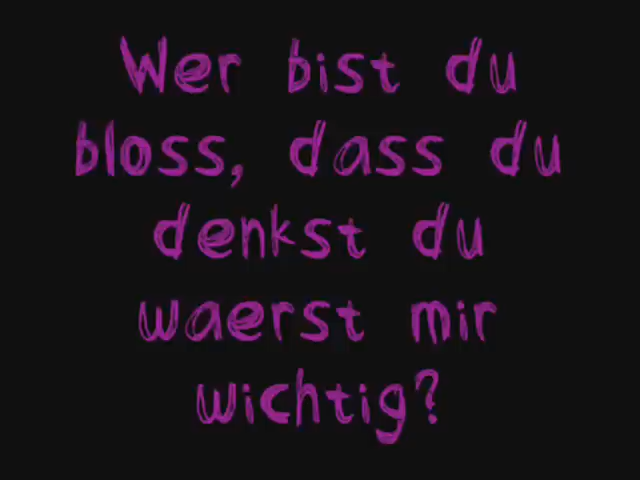 Wer bist du
bloss, dass du
denkst du
waerst mir
wichtig?